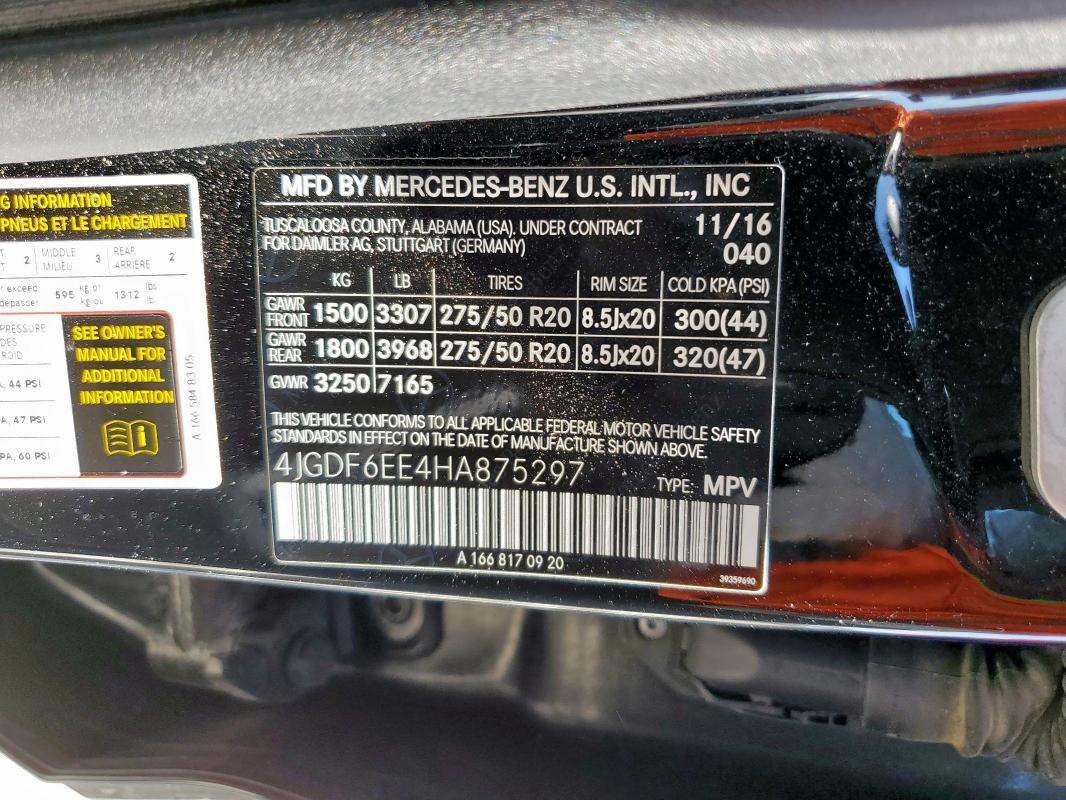 G INFORMATION
PNEUS ET LE CHARGEMENT
2 MIDDLE MILIEU 3 REAR ARRIÈRE 2
exceed
595 kg or kg ou 1312 lbs lb.
PRESSURE
SEE OWNER'S
MANUAL FOR
ADDITIONAL
INFORMATION
A, 44 PSI
A, 47 PSI
PA, 60 PSI
A 166 584 83 05
MFD BY MERCEDES-BENZ U.S. INTL., INC
TUSCALOOSA COUNTY, ALABAMA (USA). UNDER CONTRACT 11/16
FOR DAIMLER AG, STUTTGART (GERMANY) 040
KG LB TIRES RIM SIZE COLD KPA (PSI)
GAWR FRONT 1500 3307 275/50 R20 8.5Jx20 300(44)
GAWR REAR 1800 3968 275/50 R20 8.5Jx20 320(47)
GVWR 3250 7165
THIS VEHICLE CONFORMS TO ALL APPLICABLE FEDERAL MOTOR VEHICLE SAFETY
STANDARDS IN EFFECT ON THE DATE OF MANUFACTURE SHOWN ABOVE.
4JGDF6EE4HA875297 TYPE: MPV
A 166 817 09 20
39359690